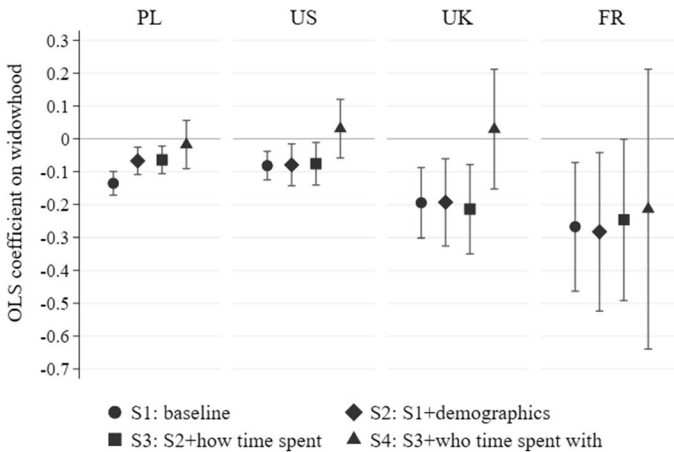 PL US UK FR
0.3
0.2
0.1
0
-0.1
-0.2
-0.3
-0.4
-0.5
-0.6
-0.7
OLS coefficient on widowhood
S1: baseline S2: S1+demographics
S3: S2+how time spent S4: S3+who time spent with